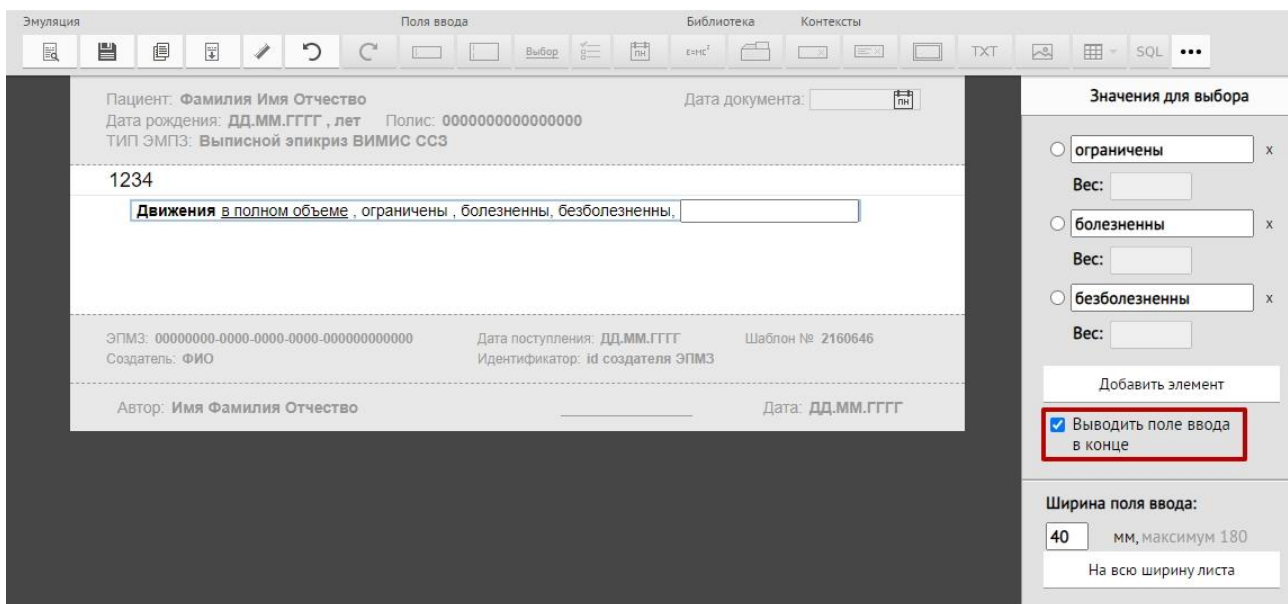 Эмуляция Поля ввода Библиотека Контексты
Выбор ПН E=MC² TXT SQL
Пациент: Фамилия Имя Отчество Дата документа: ПН
Дата рождения: ДД.ММ.ГГГГ , лет Полис: 0000000000000000
ТИП ЭМПЗ: Выписной эпикриз ВИМИС ССЗ
1234
Движения в полном объеме , ограничены , болезненны, безболезненны,
ЭПМЗ: 00000000-0000-0000-0000-000000000000 Дата поступления: ДД.ММ.ГГГГ Шаблон № 2160646
Создатель: ФИО Идентификатор: id создателя ЭПМЗ
Автор: Имя Фамилия Отчество Дата: ДД.ММ.ГГГГ
Значения для выбора
ограничены x
Вес:
болезненны x
Вес:
безболезненны x
Вес:
Добавить элемент
Выводить поле ввода
в конце
Ширина поля ввода:
40 мм, максимум 180
На всю ширину листа